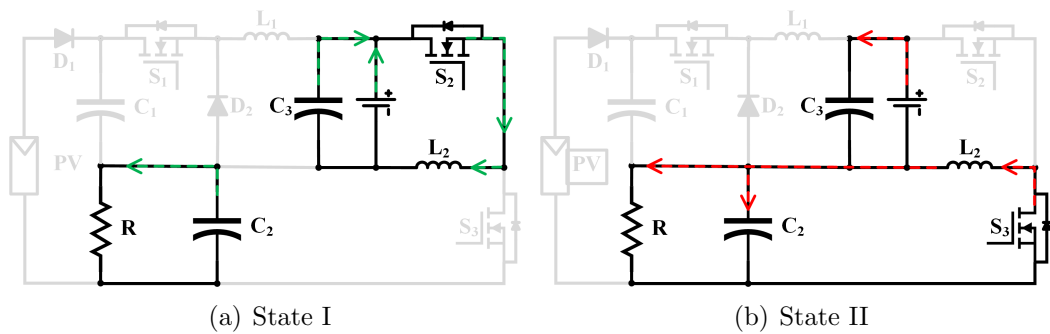 L1
D1
S1
S2
C1
D2
C3
+
PV
L2
R
C2
(a) State I
L1
D1
S1
S2
C1
D2
C3
+
PV
L2
R
C2
S3
S3
(b) State II